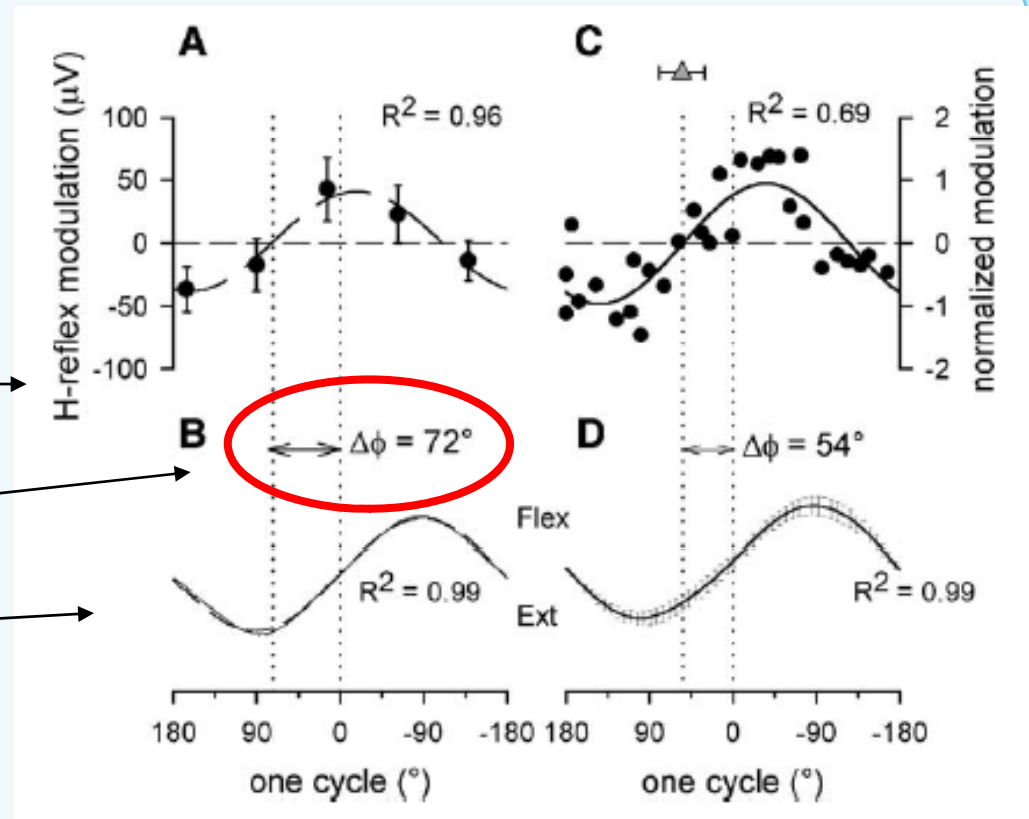 A
C
H-reflex modulation (µV)
normalized modulation
R² = 0.96
R² = 0.69
100
50
0
-50
-100
2
1
0
-1
-2
B
Δϕ = 72°
D
Δϕ = 54°
Flex
Ext
R² = 0.99
R² = 0.99
180 90 0 -90 -180
180 90 0 -90 -180
one cycle (°)
one cycle (°)